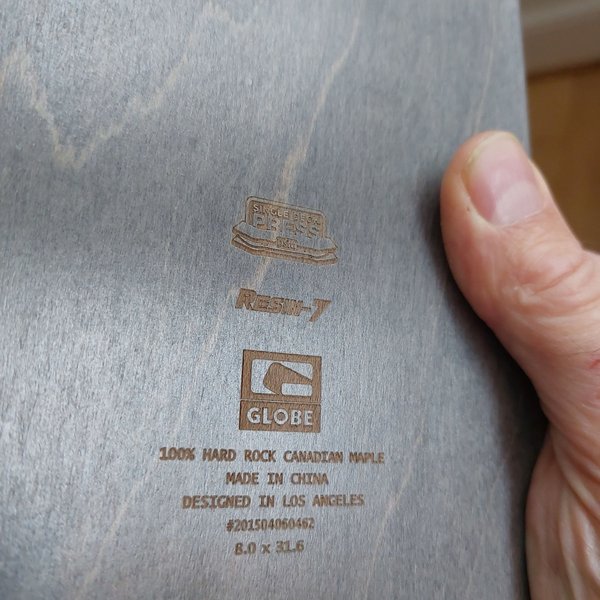 SINGLE DECK
PRESS
RESIN-7
GLOBE
100% HARD ROCK CANADIAN MAPLE
MADE IN CHINA
DESIGNED IN LOS ANGELES
#201504060462
8.0 x 31.6